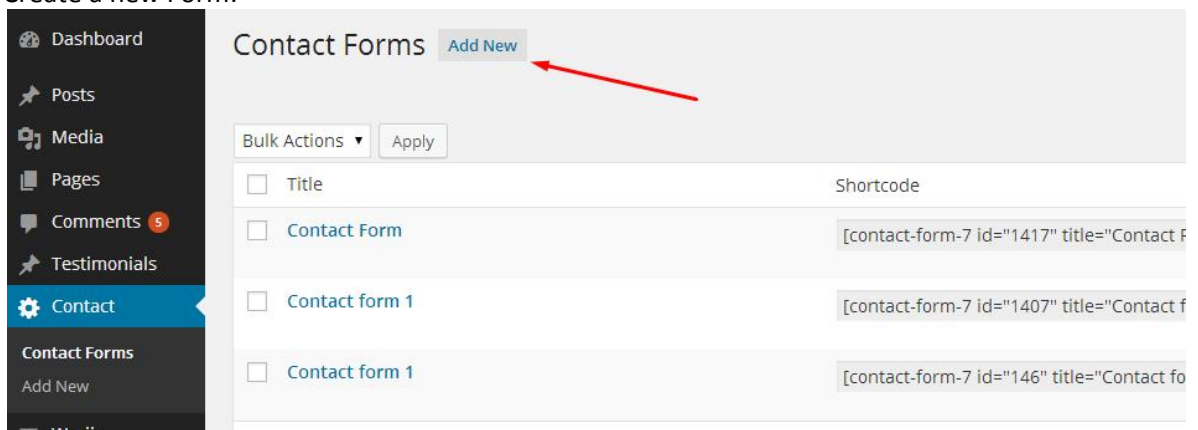 Dashboard
Posts
Media
Pages
Comments 5
Testimonials
Contact
Contact Forms
Add New
Contact Forms Add New
Bulk Actions Apply
Title Shortcode
Contact Form [contact-form-7 id="1417" title="Contact
Contact form 1 [contact-form-7 id="1407" title="Contact f
Contact form 1 [contact-form-7 id="146" title="Contact fo